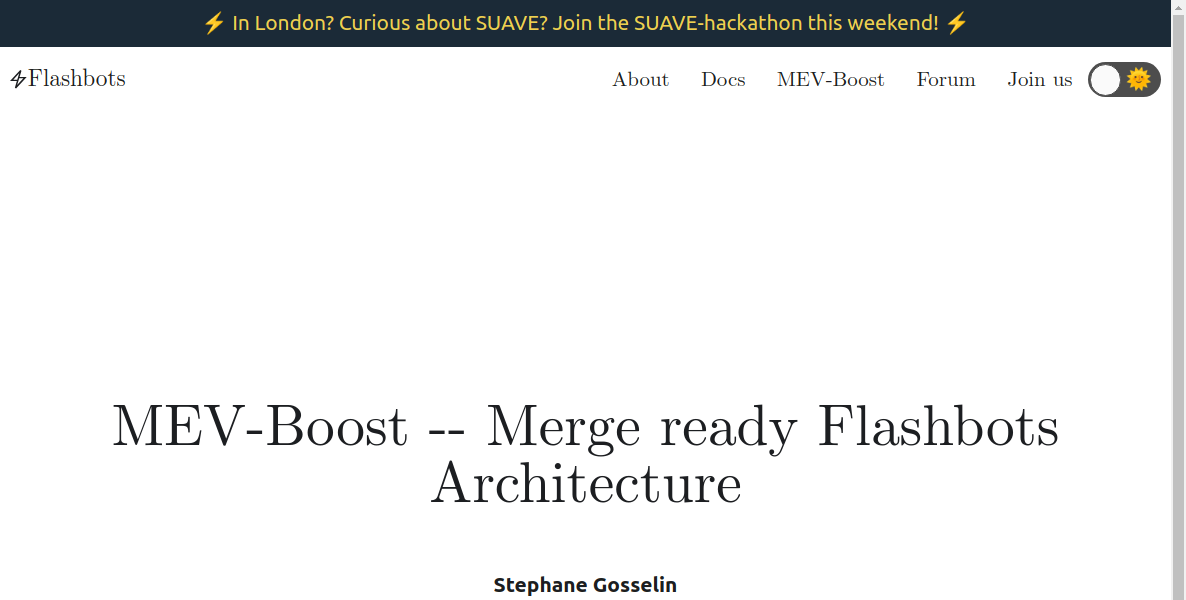 ⚡ In London? Curious about SUAVE? Join the SUAVE-hackathon this weekend! ⚡
Flashbots
About Docs MEV-Boost Forum Join us
MEV-Boost -- Merge ready Flashbots
Architecture
Stephane Gosselin